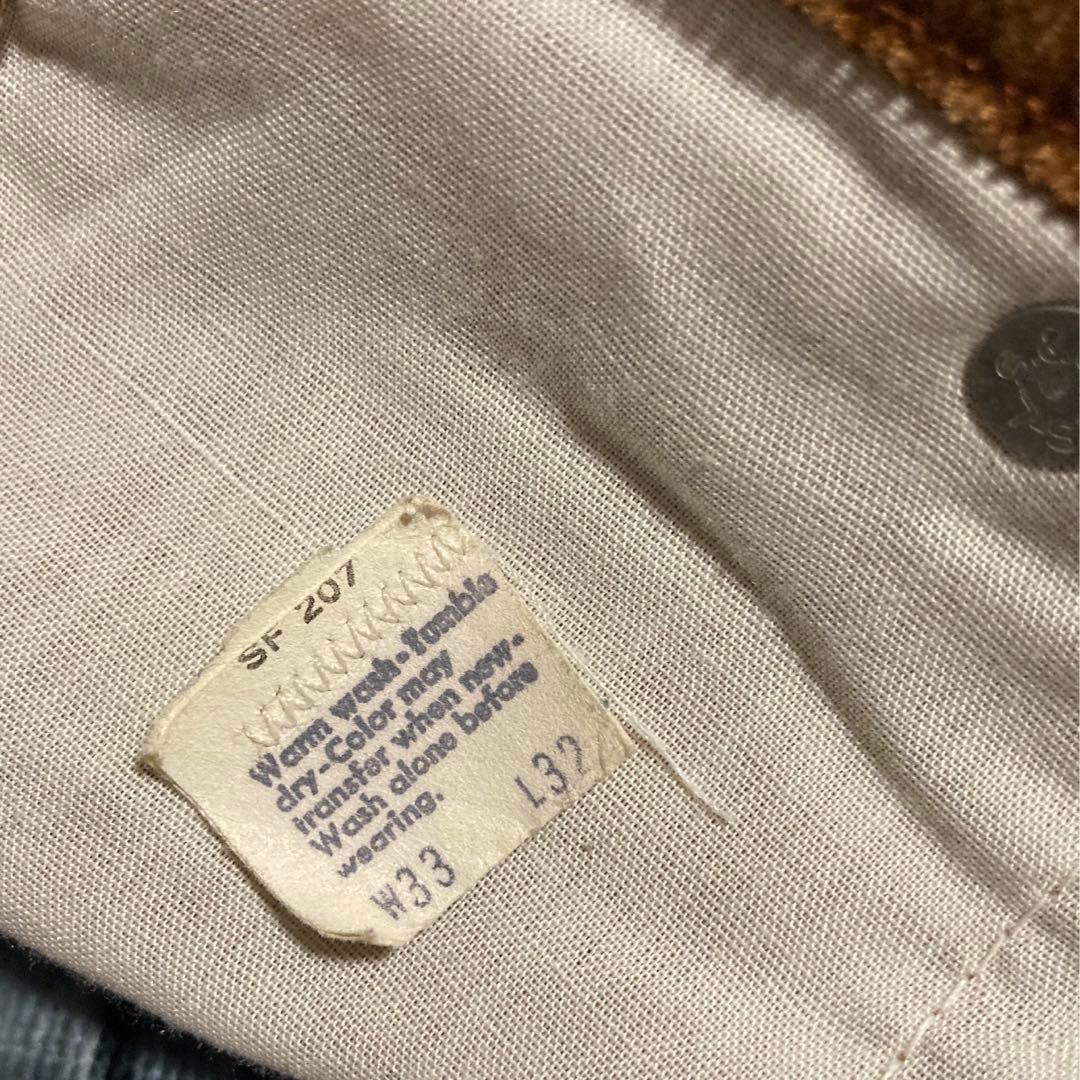 SF 207
Warm wash·Tumble
dry-Color may
transfer when new-
Wash alone before
wearing.
W33 L32